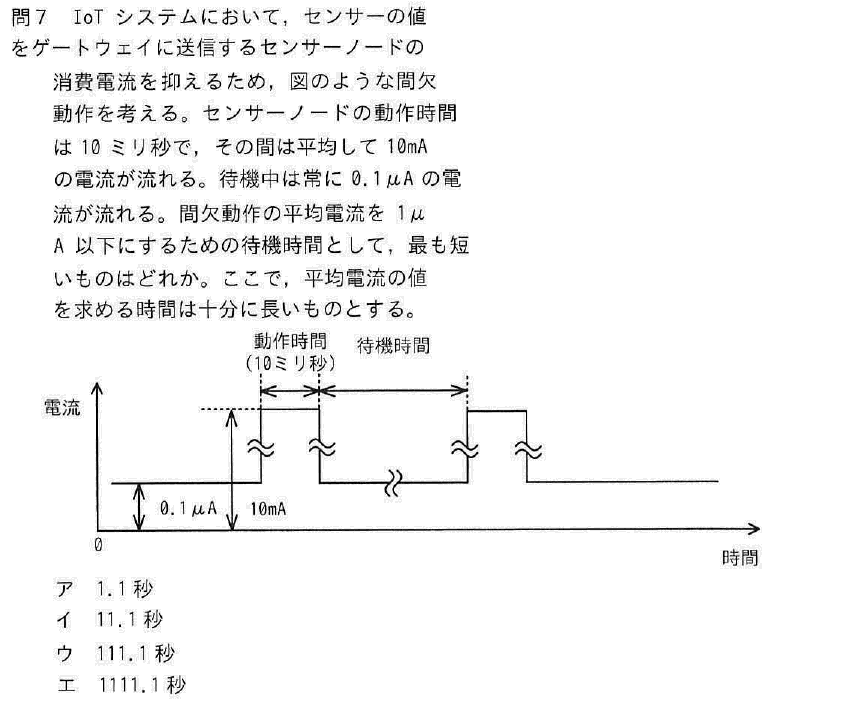 問7 IoT システムにおいて，センサーの値
をゲートウェイに送信するセンサーノードの
消費電流を抑えるため，図のような間欠
動作を考える。センサーノードの動作時間
は 10 ミリ秒で，その間は平均して 10mA
の電流が流れる。待機中は常に 0.1μA の電
流が流れる。間欠動作の平均電流を 1μ
A 以下にするための待機時間として，最も短
いものはどれか。ここで，平均電流の値
を求める時間は十分に長いものとする。
動作時間
(10ミリ秒)
待機時間
電流
0.1μA
10mA
0
時間
ア 1.1 秒
イ 11.1 秒
ウ 111.1 秒
エ 1111.1 秒